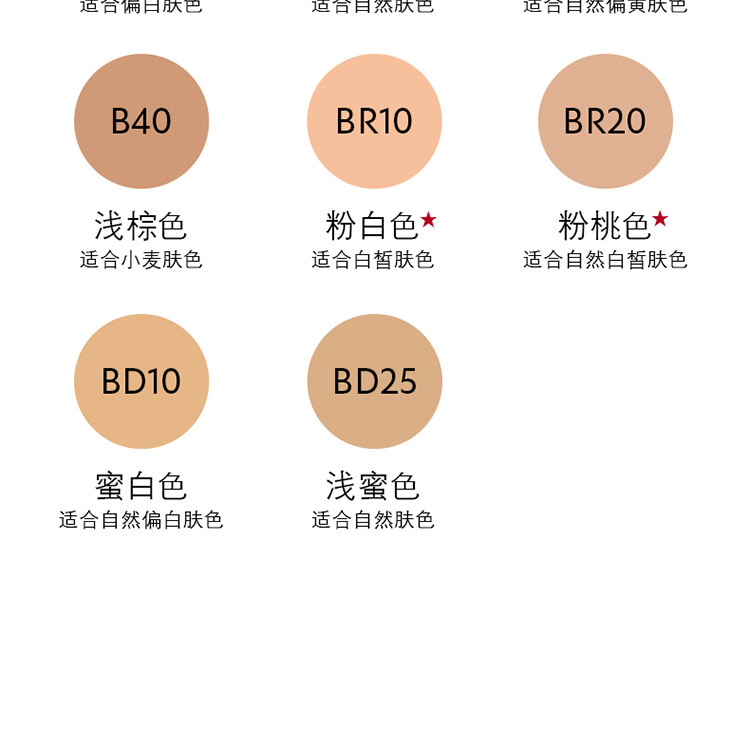 适合偏白肤色
适合自然肤色
适合自然偏黄肤色
B40
BR10
BR20
浅棕色
粉白色★
粉桃色★
适合小麦肤色
适合白皙肤色
适合自然白皙肤色
BD10
BD25
蜜白色
浅蜜色
适合自然偏白肤色
适合自然肤色